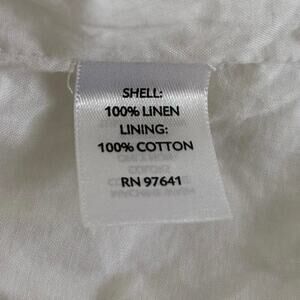 SHELL:
100% LINEN
LINING:
100% COTTON
RN 97641